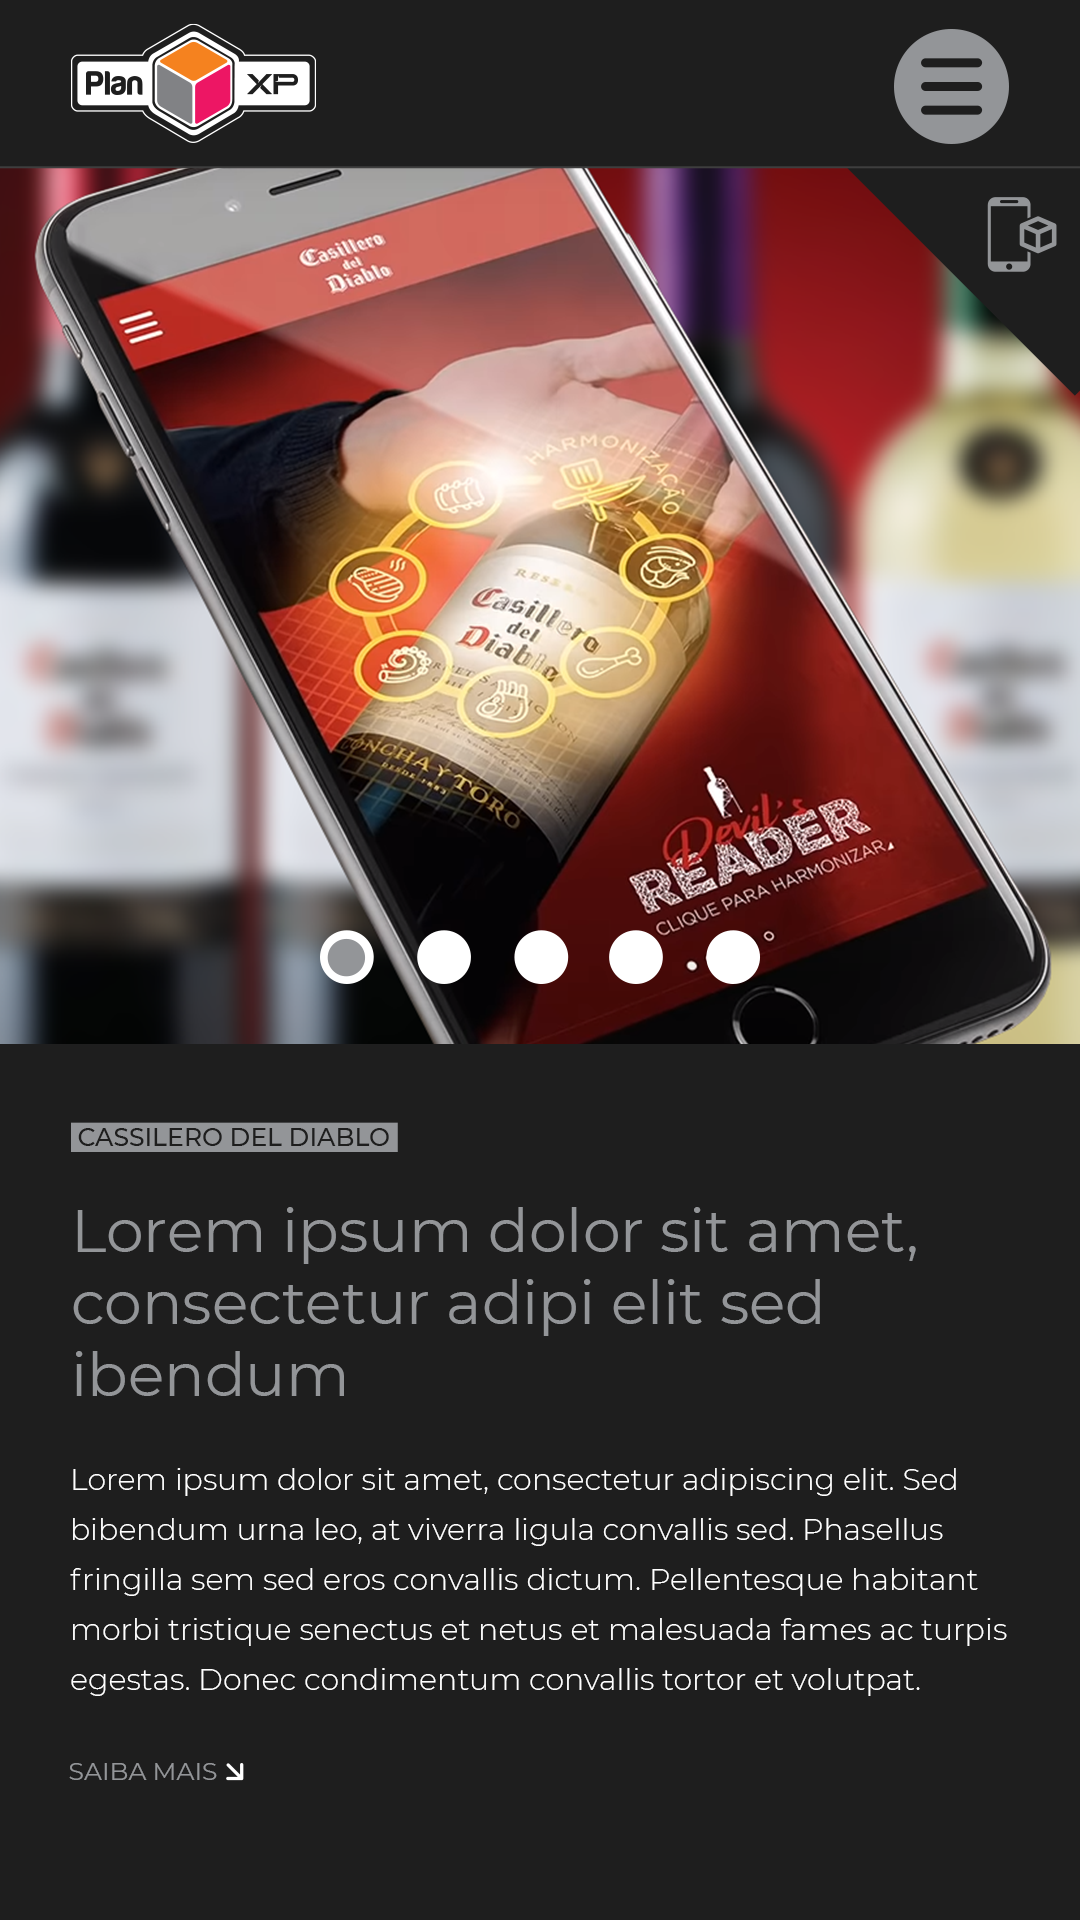 Plan XP
Casillero
del
Diablo
HARMONIZAÇÃO
Casillero
del
Diablo
CONCHA Y TORO
DESDE 1883
Devil's
READER
CLIQUE PARA HARMONIZAR
CASSILERO DEL DIABLO
Lorem ipsum dolor sit amet,
consectetur adipi elit sed
ibendum
Lorem ipsum dolor sit amet, consectetur adipiscing elit. Sed
bibendum urna leo, at viverra ligula convallis sed. Phasellus
fringilla sem sed eros convallis dictum. Pellentesque habitant
morbi tristique senectus et netus et malesuada fames ac turpis
egestas. Donec condimentum convallis tortor et volutpat.
SAIBA MAIS